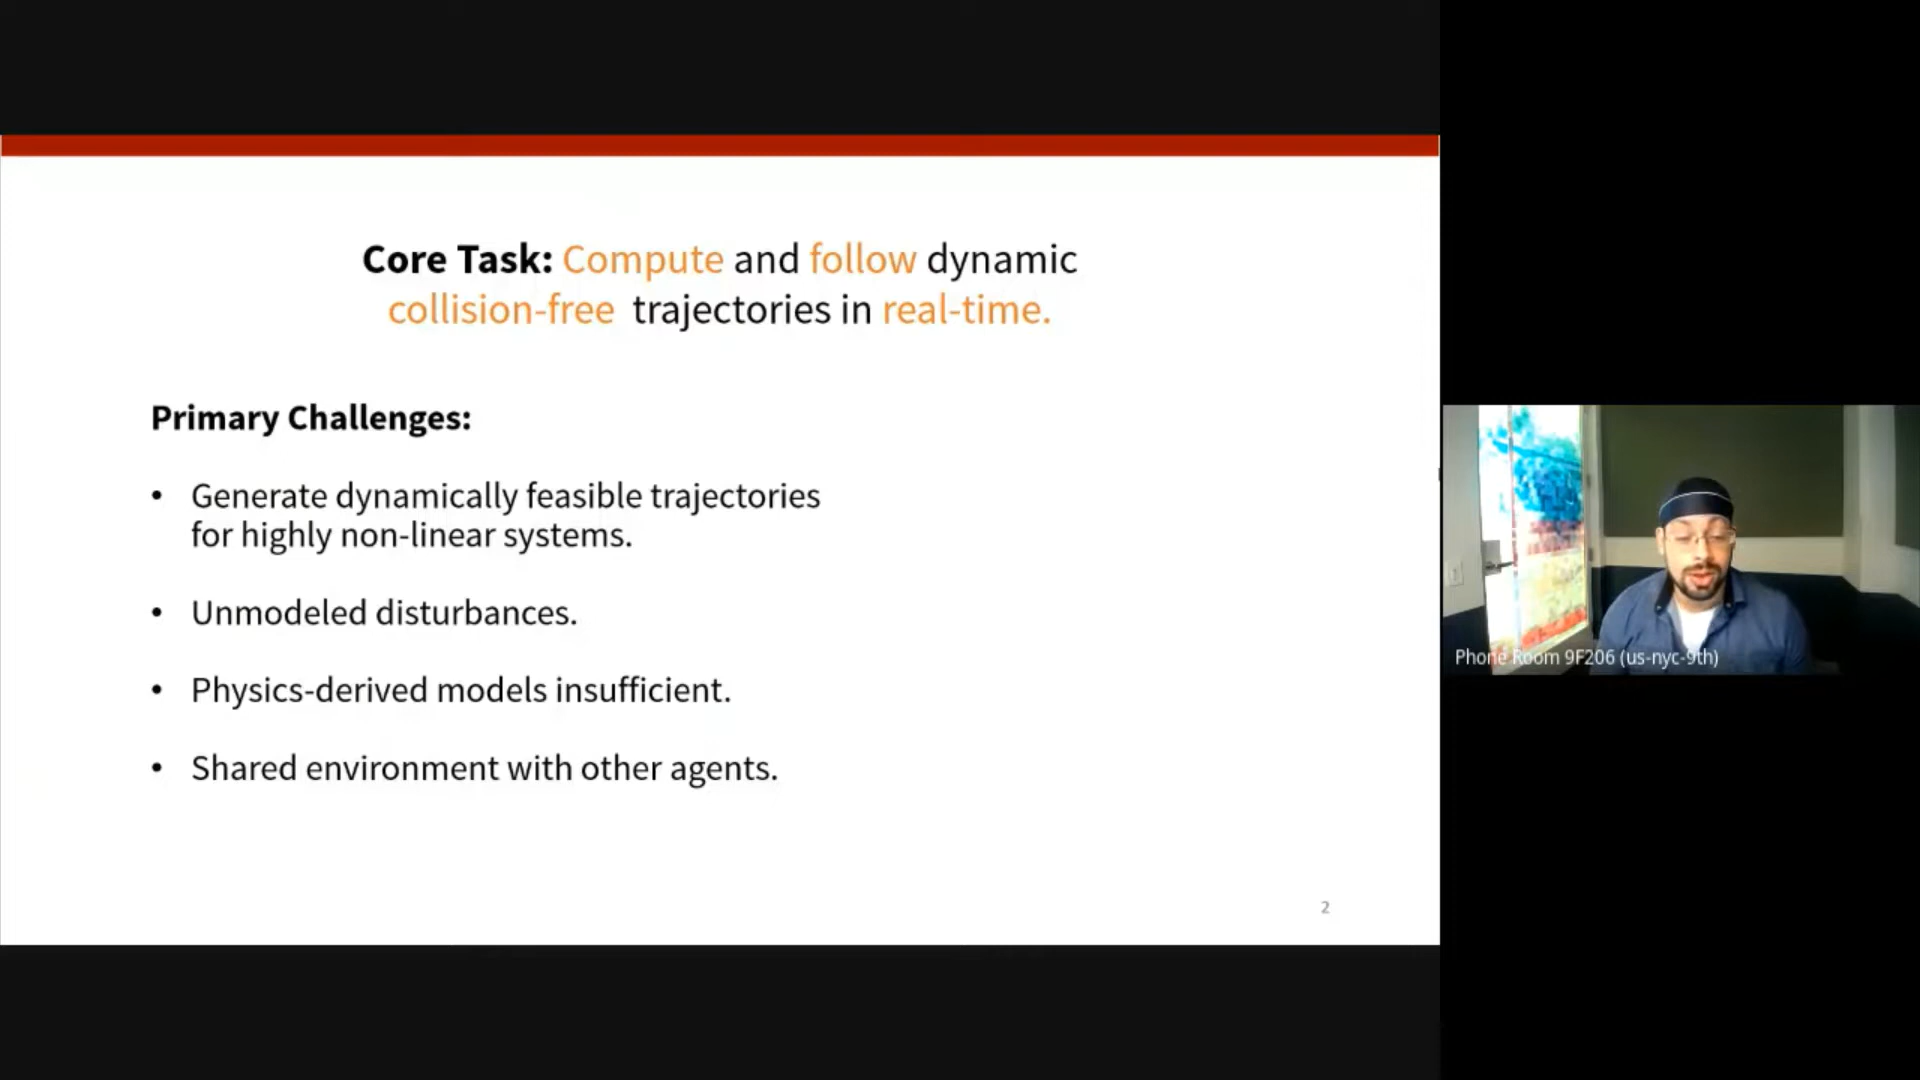 Core Task: Compute and follow dynamic
collision-free trajectories in real-time.
Primary Challenges:
• Generate dynamically feasible trajectories
for highly non-linear systems.
• Unmodeled disturbances.
• Physics-derived models insufficient.
• Shared environment with other agents.
2
Phone Room 9F206 (us-nyc-9th)